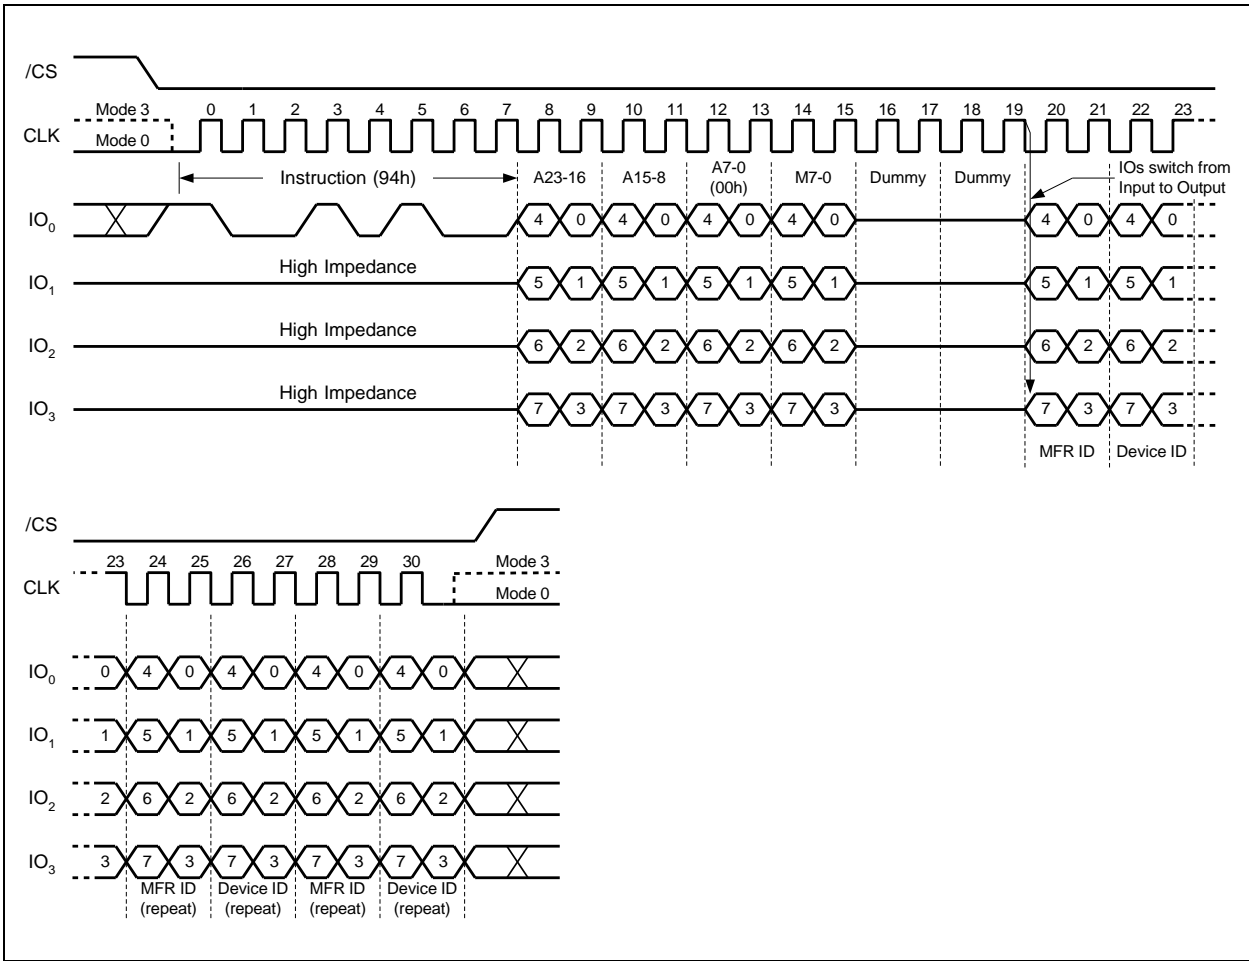 /CS
Mode 3 0 1 2 3 4 5 6 7 8 9 10 11 12 13 14 15 16 17 18 19 20 21 22 23
CLK
Mode 0
Instruction (94h) A23-16 A15-8 A7-0 (00h) M7-0 Dummy Dummy IOs switch from Input to Output
IO0 4 0 4 0 4 0 4 0 4 0 4 0
High Impedance
IO1 5 1 5 1 5 1 5 1 5 1 5 1
High Impedance
IO2 6 2 6 2 6 2 6 2 6 2 6 2
High Impedance
IO3 7 3 7 3 7 3 7 3 7 3 7 3
MFR ID Device ID
/CS
23 24 25 26 27 28 29 30 Mode 3
CLK
Mode 0
IO0 0 4 0 4 0 4 0 4 0
IO1 1 5 1 5 1 5 1 5 1
IO2 2 6 2 6 2 6 2 6 2
IO3 3 7 3 7 3 7 3 7 3
MFR ID Device ID MFR ID Device ID
(repeat) (repeat) (repeat) (repeat)